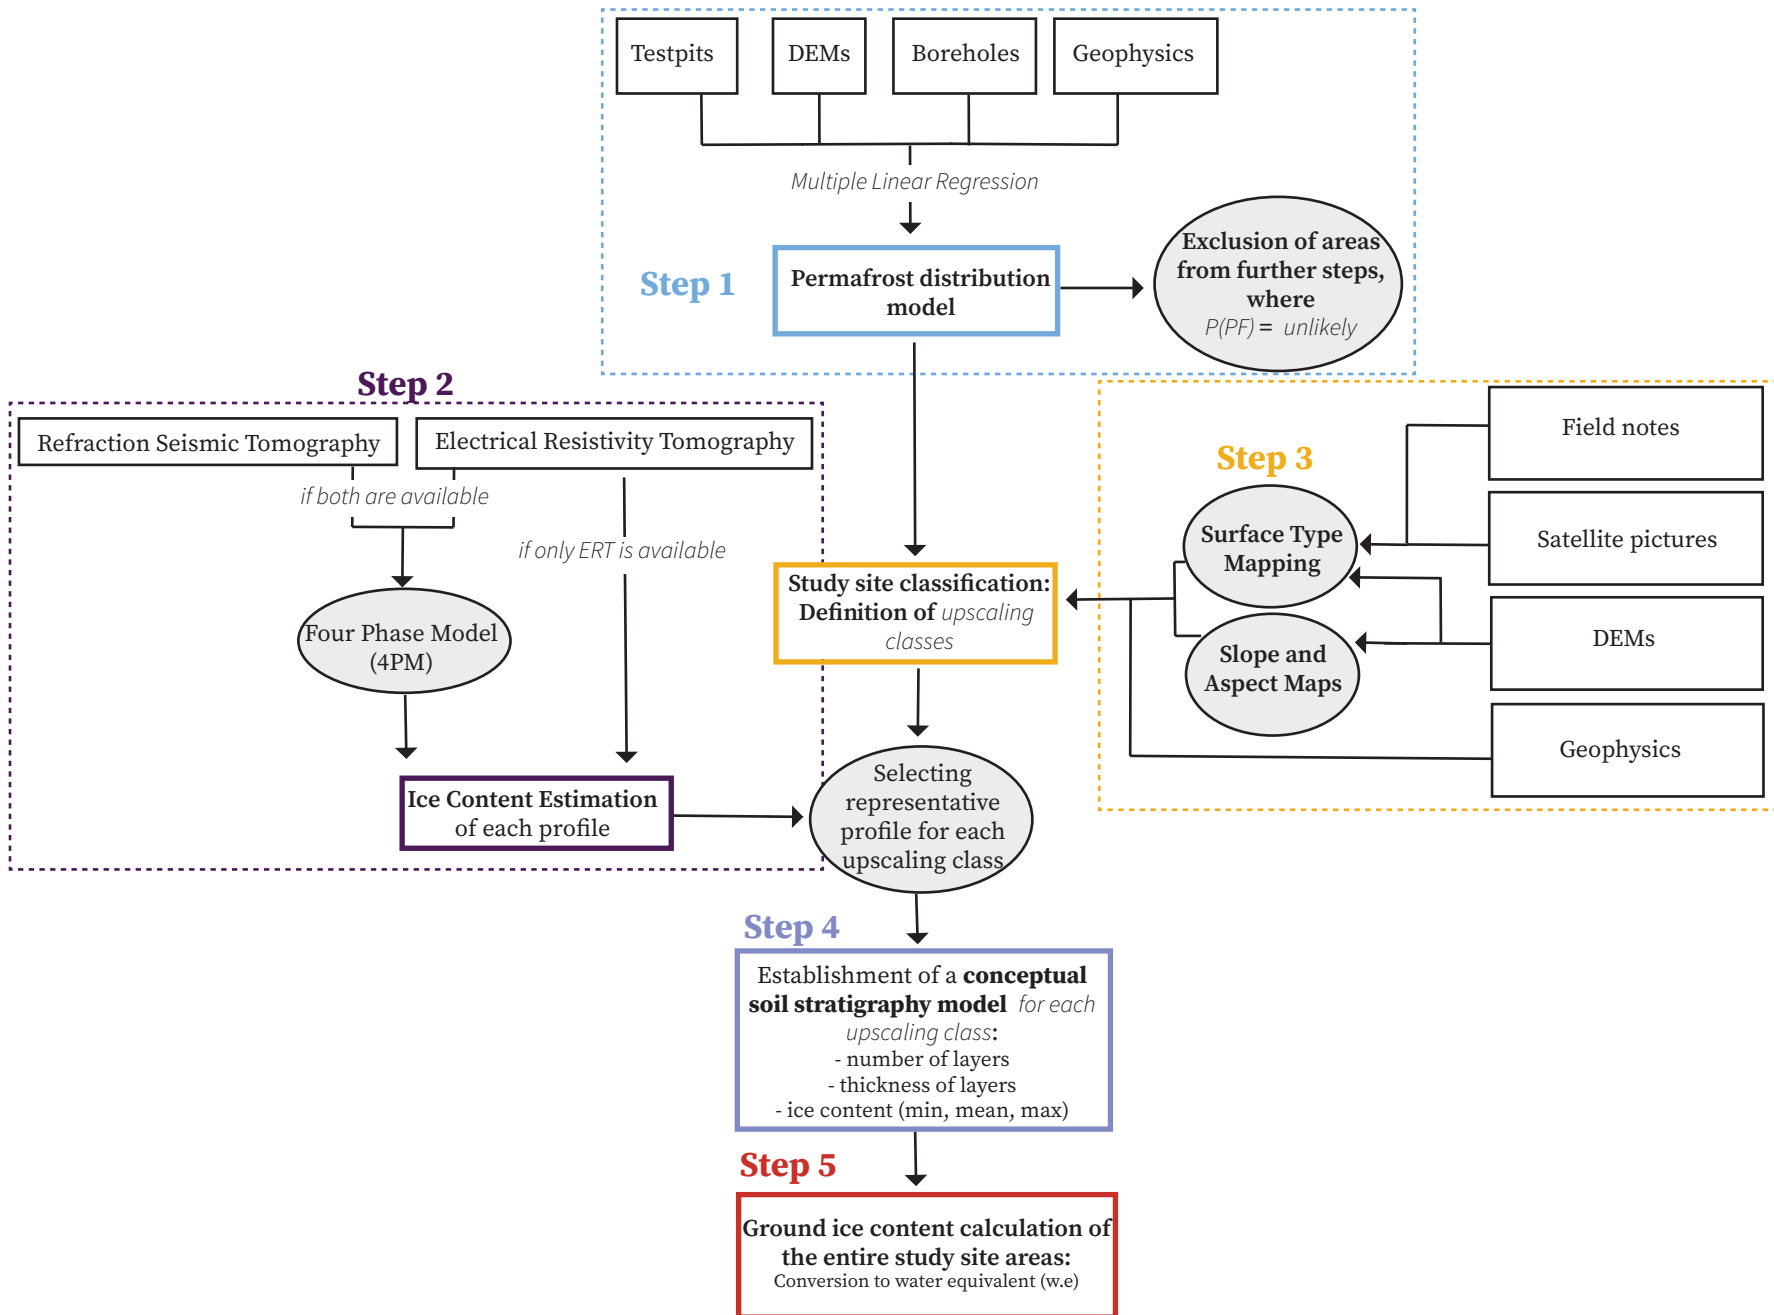 Testpits
DEMs
Boreholes
Geophysics
Multiple Linear Regression
Step 1
Permafrost distribution
model
Exclusion of areas
from further steps,
where
P(PF) = unlikely
Step 2
Refraction Seismic Tomography
Electrical Resistivity Tomography
if both are available
if only ERT is available
Four Phase Model
(4PM)
Ice Content Estimation
of each profile
Step 3
Field notes
Satellite pictures
DEMs
Geophysics
Surface Type
Mapping
Slope and
Aspect Maps
Study site classification:
Definition of upscaling
classes
Selecting
representative
profile for each
upscaling class
Step 4
Establishment of a conceptual
soil stratigraphy model for each
upscaling class:
- number of layers
- thickness of layers
- ice content (min, mean, max)
Step 5
Ground ice content calculation of
the entire study site areas:
Conversion to water equivalent (w.e)